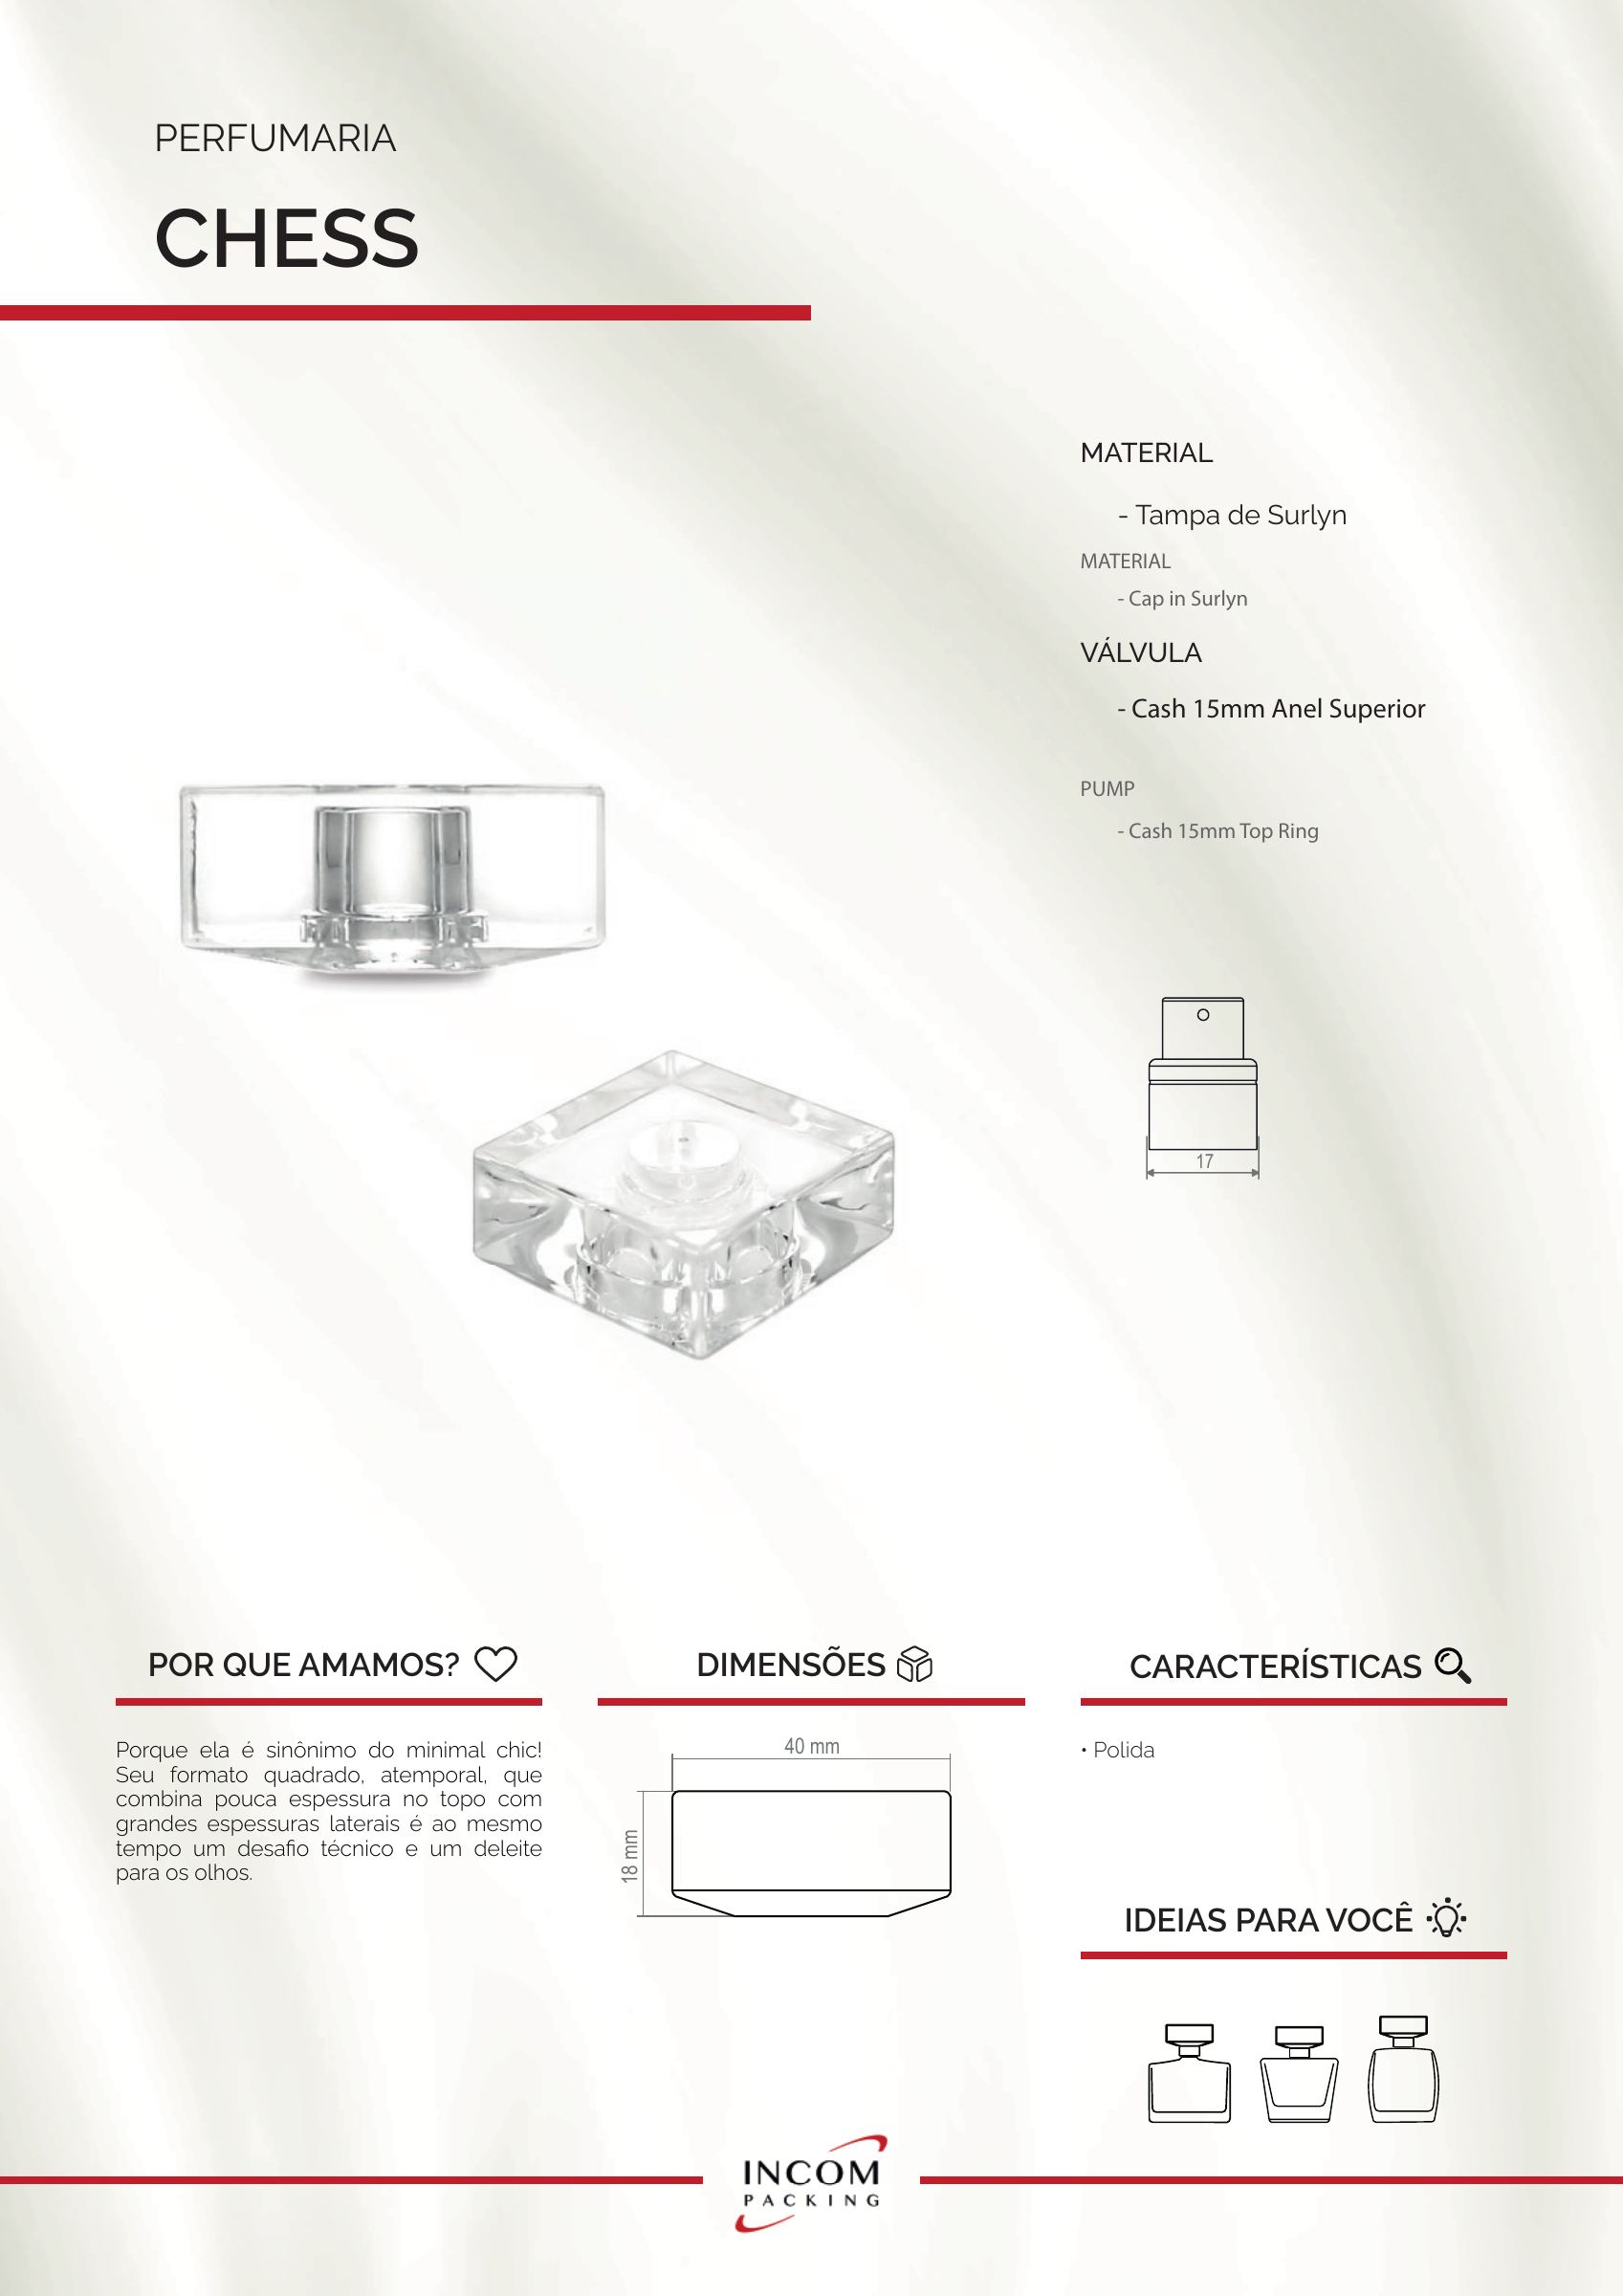 PERFUMARIA
CHESS
MATERIAL
- Tampa de Surlyn
MATERIAL
- Cap in Surlyn
VÁLVULA
- Cash 15mm Anel Superior
PUMP
- Cash 15mm Top Ring
17
POR QUE AMAMOS?
Porque ela é sinônimo do minimal chic!
Seu formato quadrado, atemporal, que
combina pouca espessura no topo com
grandes espessuras laterais é ao mesmo
tempo um desafio técnico e um deleite
para os olhos.
DIMENSÕES
40 mm
18 mm
CARACTERÍSTICAS
• Polida
IDEIAS PARA VOCÊ
INCOM
PACKING